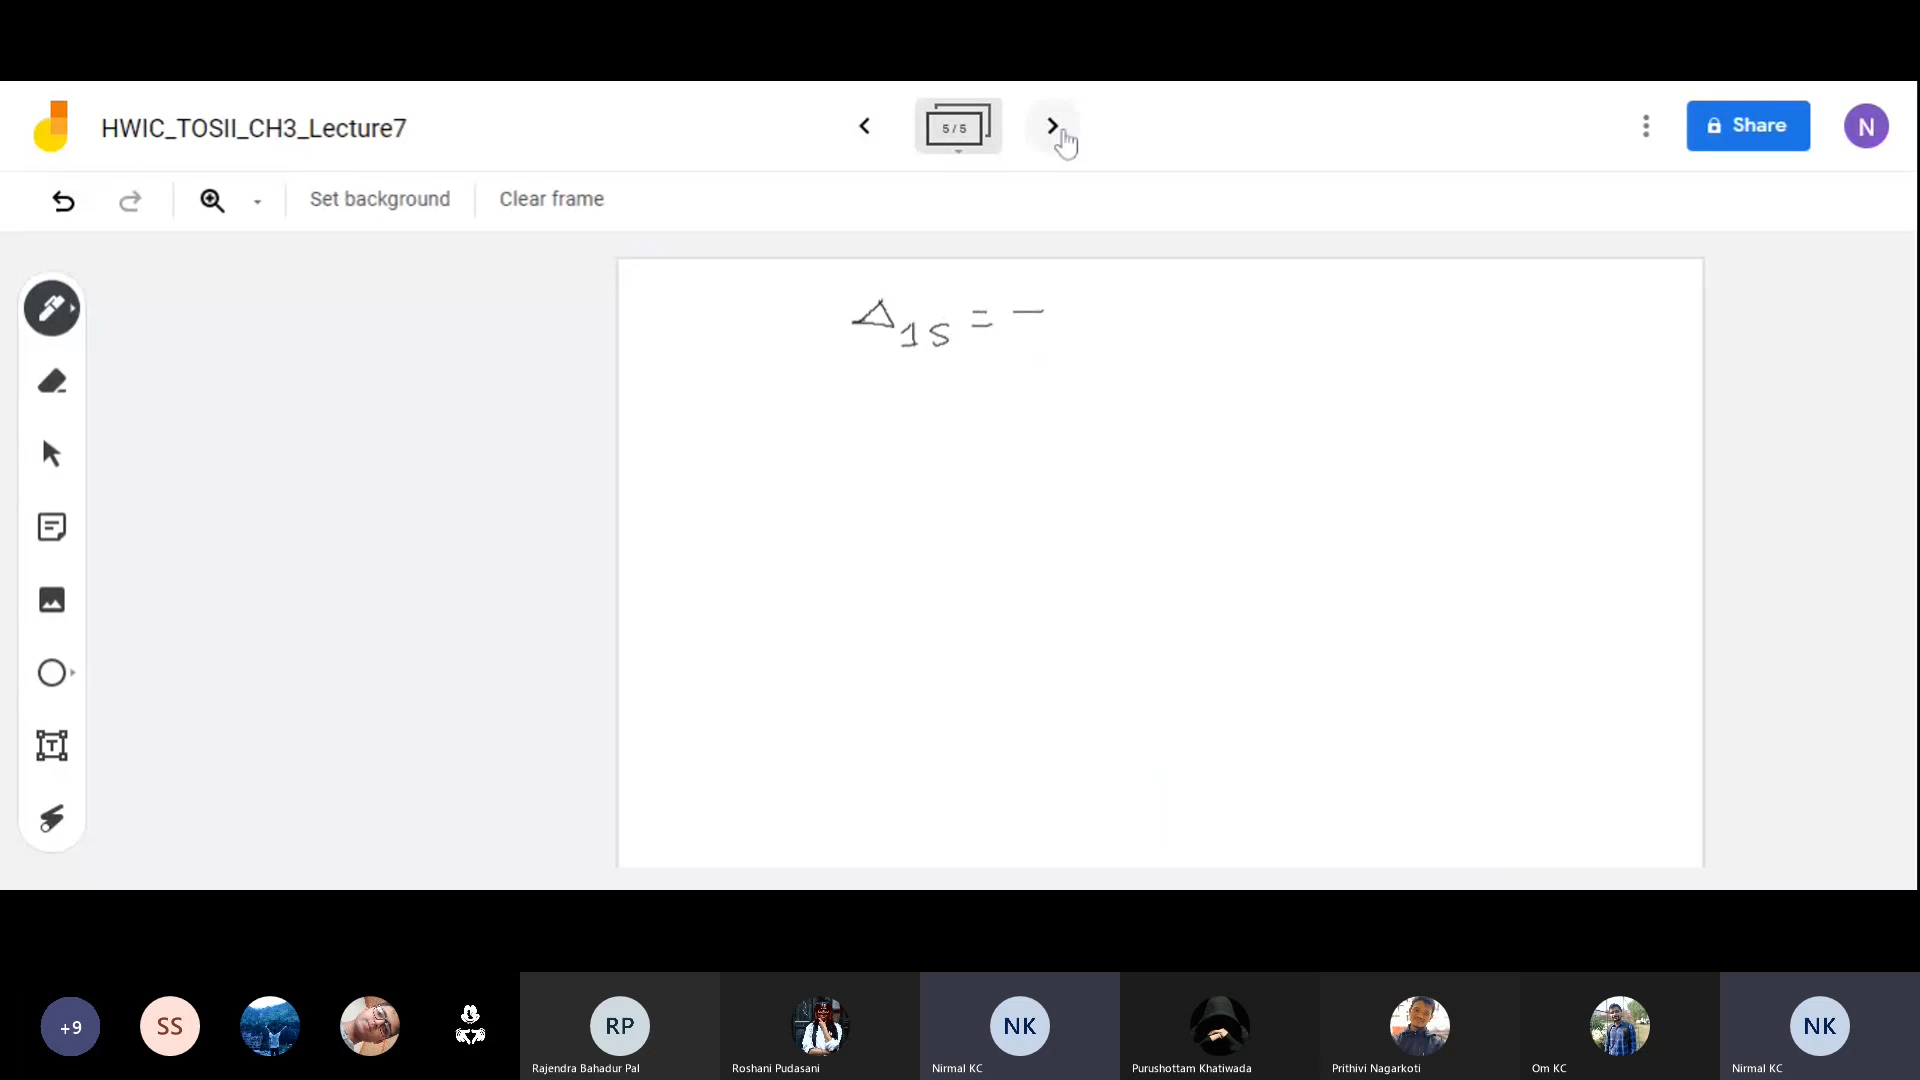 HWIC_TOSII_CH3_Lecture7
5 / 5
Share
N
Set background
Clear frame
Δ₁S = −
+9
SS
RP
NK
NK
Rajendra Bahadur Pal
Roshani Pudasani
Nirmal KC
Purushottam Khatiwada
Prithivi Nagarkoti
Om KC
Nirmal KC